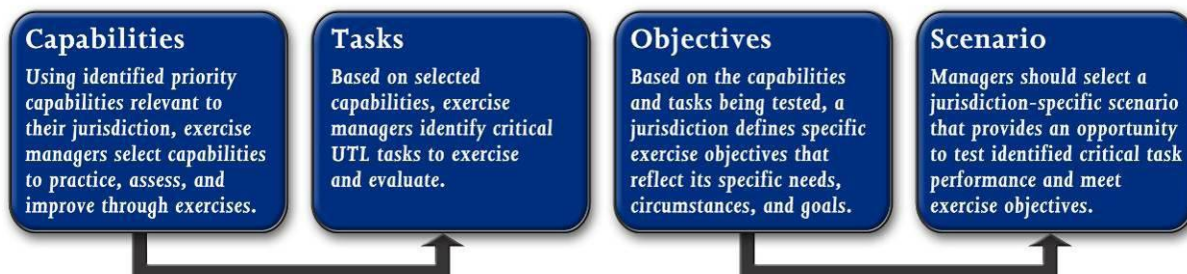 Capabilities
Using identified priority
capabilities relevant to
their jurisdiction, exercise
managers select capabilities
to practice, assess, and
improve through exercises.
Tasks
Based on selected
capabilities, exercise
managers identify critical
UTL tasks to exercise
and evaluate.
Objectives
Based on the capabilities
and tasks being tested, a
jurisdiction defines specific
exercise objectives that
reflect its specific needs,
circumstances, and goals.
Scenario
Managers should select a
jurisdiction-specific scenario
that provides an opportunity
to test identified critical task
performance and meet
exercise objectives.